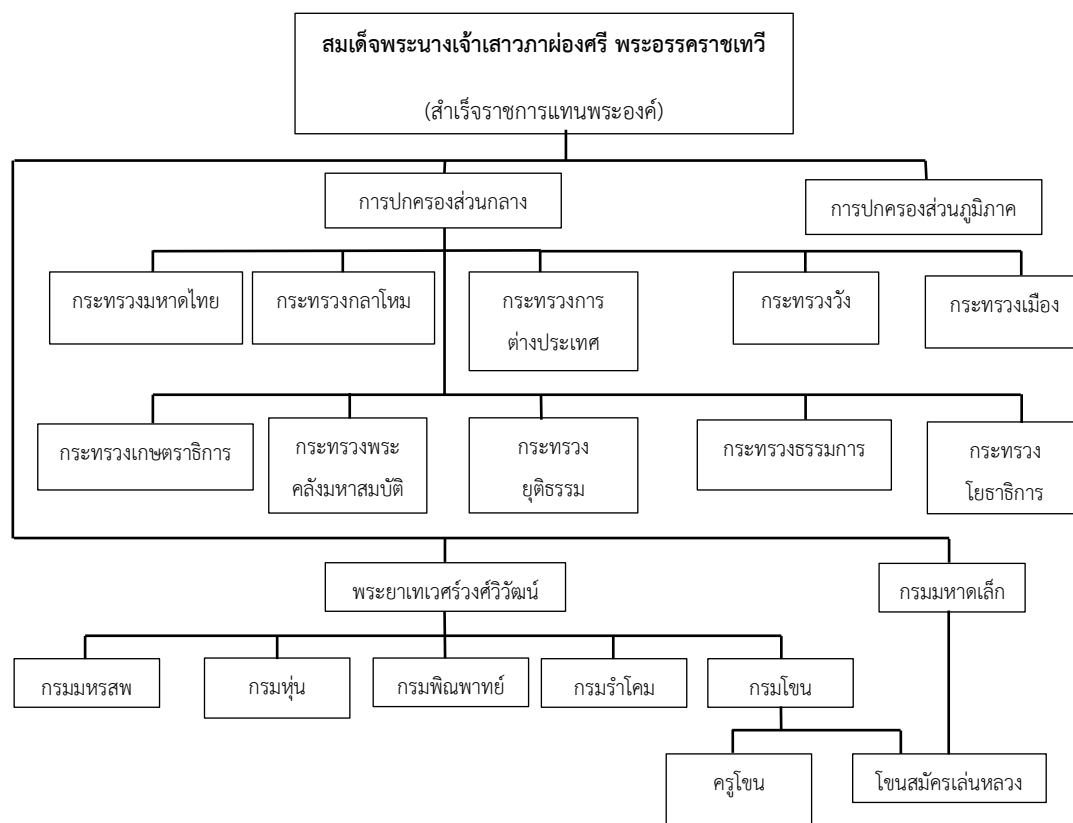 สมเด็จพระนางเจ้าเสาวภาผ่องศรี พระอรรคราชเทวี
(สำเร็จราชการแทนพระองค์)
การปกครองส่วนกลาง
การปกครองส่วนภูมิภาค
กระทรวงมหาดไทย
กระทรวงกลาโหม
กระทรวงการ
ต่างประเทศ
กระทรวงวัง
กระทรวงเมือง
กระทรวงเกษตราธิการ
กระทรวงพระ
คลังมหาสมบัติ
กระทรวง
ยุติธรรม
กระทรวงธรรมการ
กระทรวง
โยธาธิการ
พระยาเทเวศร์วงศ์วิวัฒน์
กรมมหาดเล็ก
กรมมหรสพ
กรมหุ่น
กรมพิณพาทย์
กรมรำโคม
กรมโขน
ครูโขน
โขนสมัครเล่นหลวง